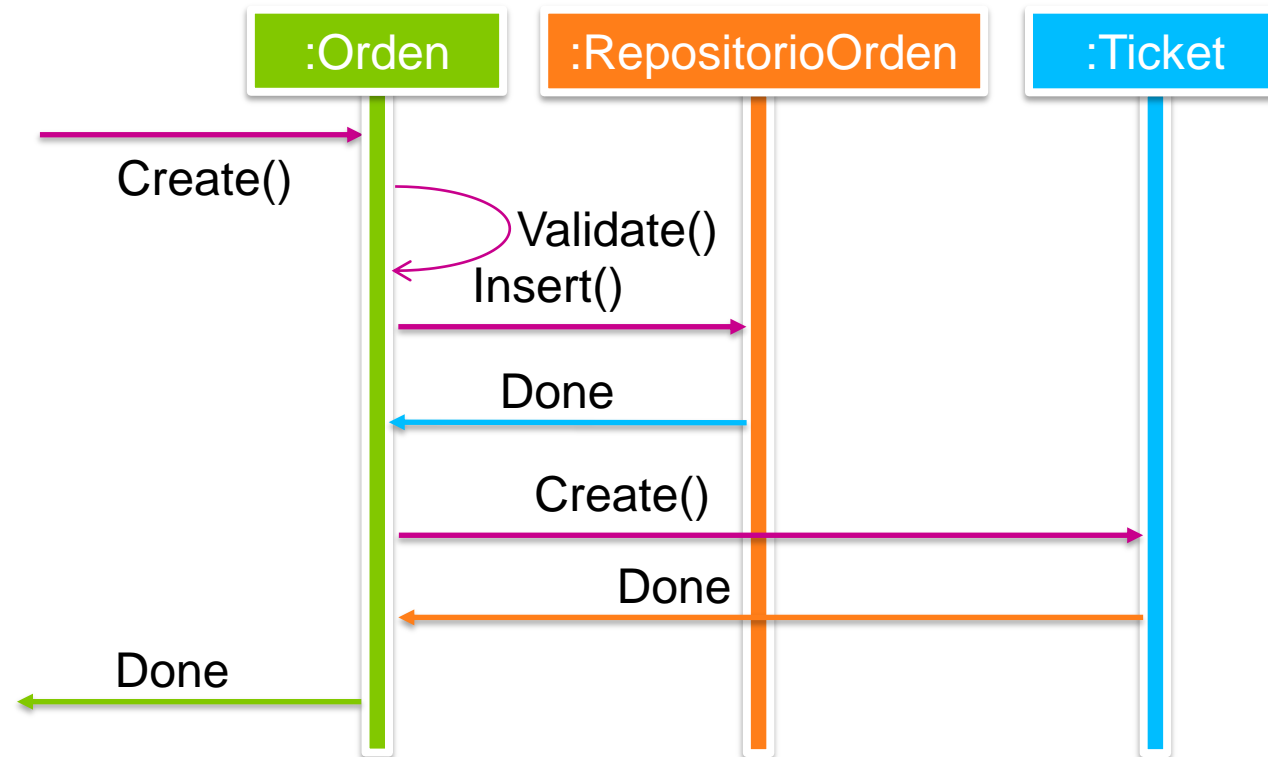 :Orden
:RepositorioOrden
:Ticket
Create()
Validate()
Insert()
Done
Create()
Done
Done